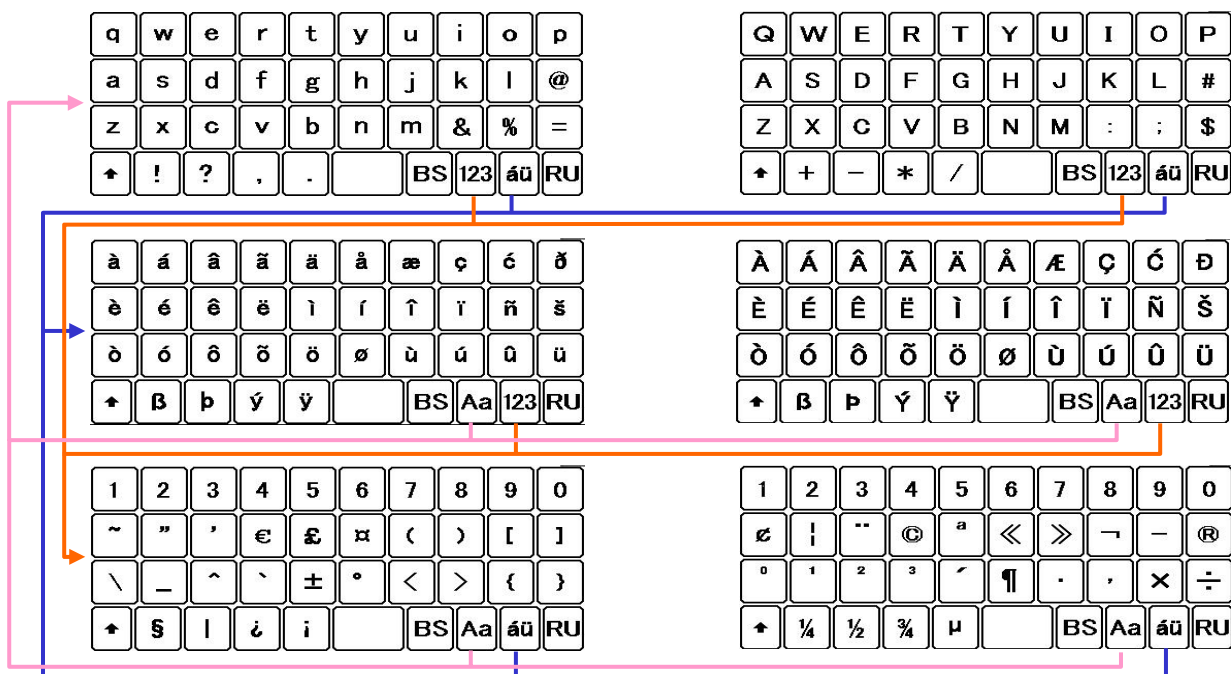 q w e r t y u i o p
a s d f g h j k l @
z x c v b n m & % =
↑ ! ? , . BS 123 áü RU
Q W E R T Y U I O P
A S D F G H J K L #
Z X C V B N M : ; $
↑ + − * / BS 123 áü RU
à á â ã ä å æ ç ć ð
è é ê ë ì í î ï ñ š
ò ó ô õ ö ø ù ú û ü
↑ ß þ ý ÿ BS Aa 123 RU
À Á Â Ã Ä Å Æ Ç Ć Đ
È É Ê Ë Ì Í Î Ï Ñ Š
Ò Ó Ô Õ Ö Ø Ù Ú Û Ü
↑ ß Þ Ý Ÿ BS Aa 123 RU
1 2 3 4 5 6 7 8 9 0
~ ” ’ € £ ¤ ( ) [ ]
\ _ ^ ` ± ° < > { }
↑ § | ¿ ¡ BS Aa áü RU
1 2 3 4 5 6 7 8 9 0
¢ ¦ ¨ © ª ≪ ≫ ¬ − ®
⁰ ¹ ² ³ ´ ¶ · ¸ × ÷
↑ ¼ ½ ¾ µ BS Aa áü RU